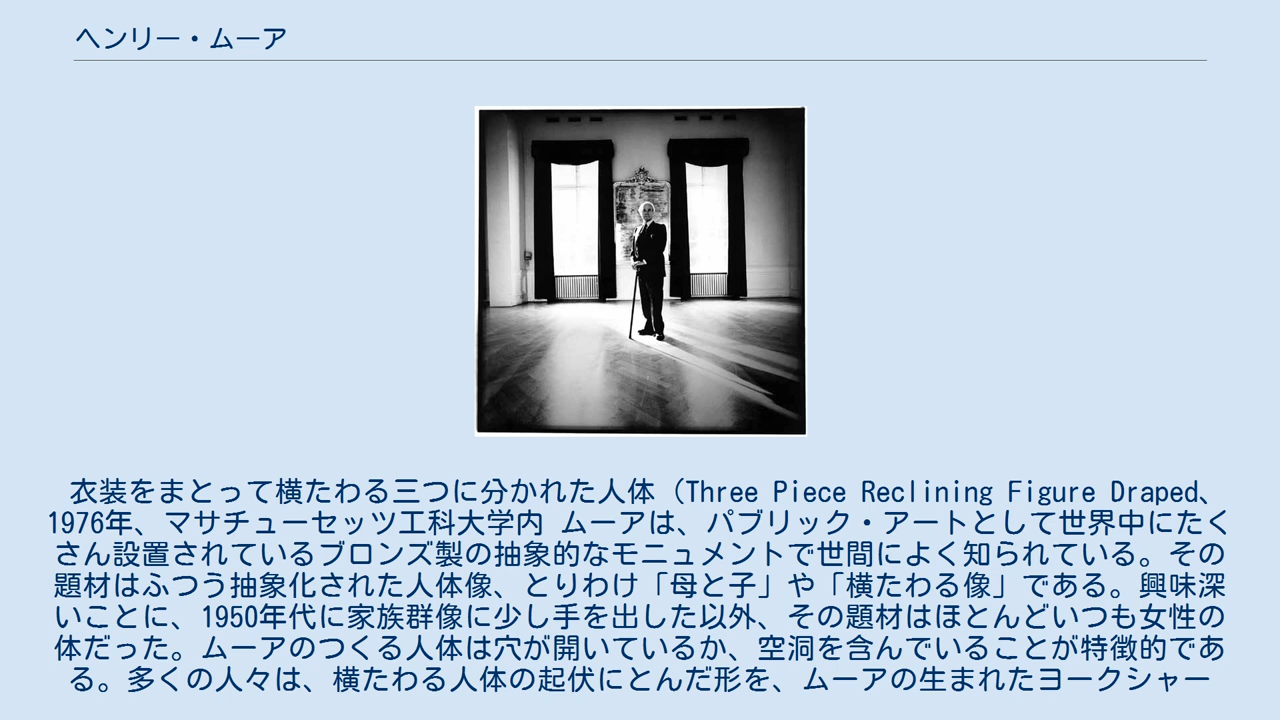 ヘンリー・ムーア
衣装をまとって横たわる三つに分かれた人体（Three Piece Reclining Figure Draped、
1976年、マサチューセッツ工科大学内 ムーアは、パブリック・アートとして世界中にたく
さん設置されているブロンズ製の抽象的なモニュメントで世間によく知られている。その
題材はふつう抽象化された人体像、とりわけ「母と子」や「横たわる像」である。興味深
いことに、1950年代に家族群像に少し手を出した以外、その題材はほとんどいつも女性の
体だった。ムーアのつくる人体は穴が開いているか、空洞を含んでいることが特徴的であ
る。多くの人々は、横たわる人体の起伏にとんだ形を、ムーアの生まれたヨークシャー